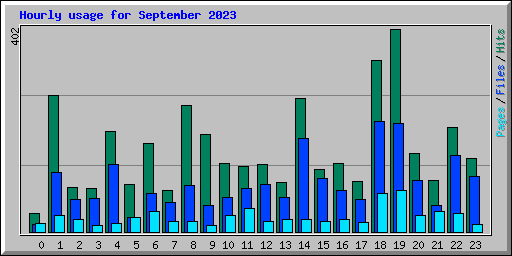 Hourly usage for September 2023
402
Pages/Files/Hits
0 1 2 3 4 5 6 7 8 9 10 11 12 13 14 15 16 17 18 19 20 21 22 23